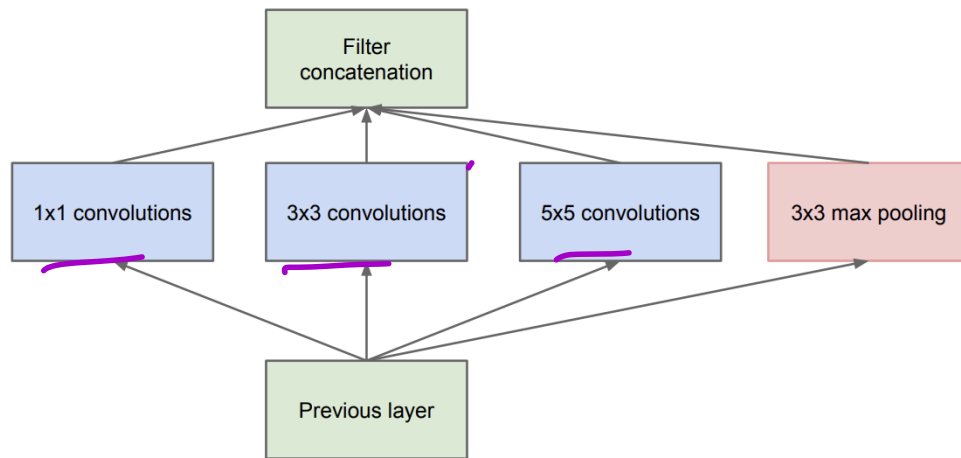 Filter
concatenation
1x1 convolutions
3x3 convolutions
5x5 convolutions
3x3 max pooling
Previous layer